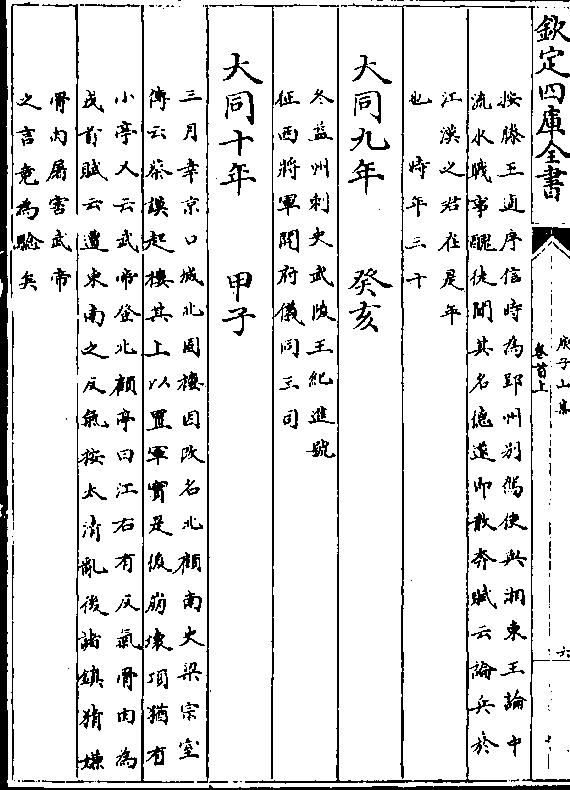 欽定四庫全書
庾子山集
卷首上
六
按滕王逌序信時為郢州别駕使與湘東王論中
流水戰事醜徒聞其名德遂即散奔賦云論兵於
江漢之君在是年
也時年三十
大同九年 癸亥
冬益州刺史武陵王紀進號
征西將軍開府儀同三司
大同十年 甲子
三月幸京口城北固樓因改名北顧南史梁宗室
傳云蔡謨起樓其上以置軍實是後崩壞頂猶有
小亭又云武帝登北顧亭曰江右有反氣骨肉為
戎首賦云遭東南之反氣按太清亂後諸鎮猜嫌
骨肉屠害武帝
之言竟為驗矣